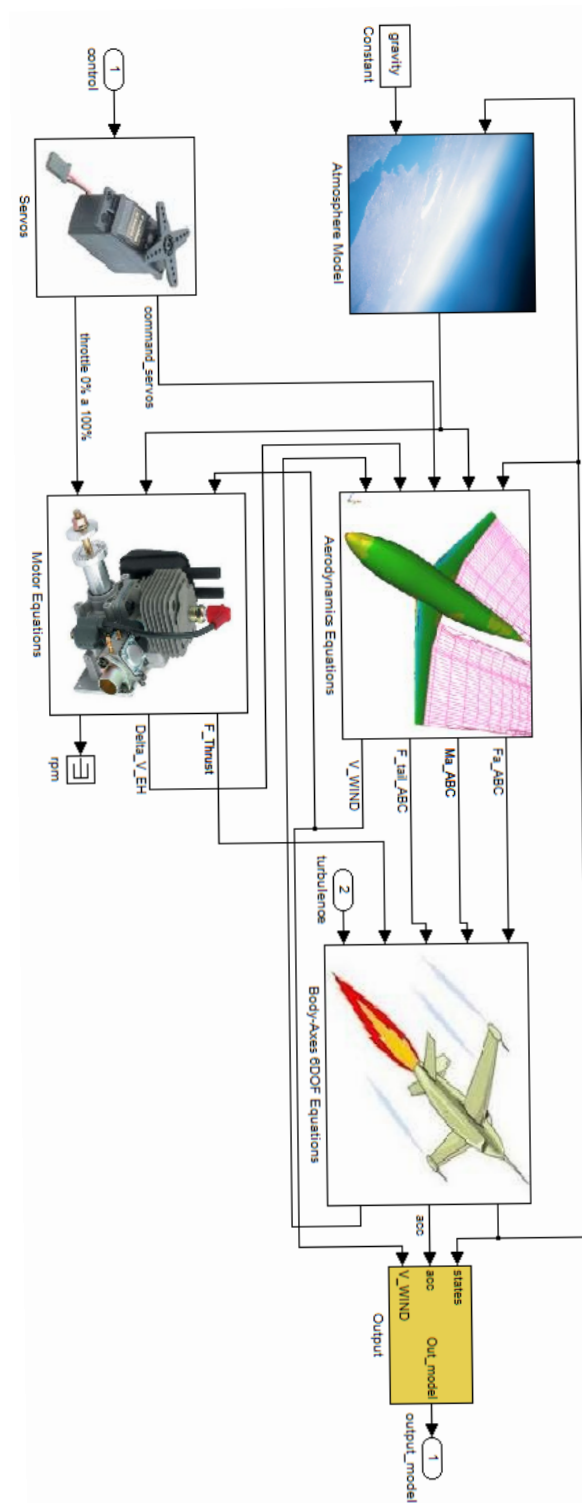 gravity
Constant
Atmosphere Model
1
control
Servos
command_servos
throttle 0% a 100%
Aerodynamics Equations
Motor Equations
Fa_ABC
Ma_ABC
F_tail_ABC
V_WIND
F_Thrust
Delta_V_EH
rpm
2
turbulence
Body-Axes 6DOF Equations
acc
states
acc
V_WIND
Out_model
Output
1
output_model